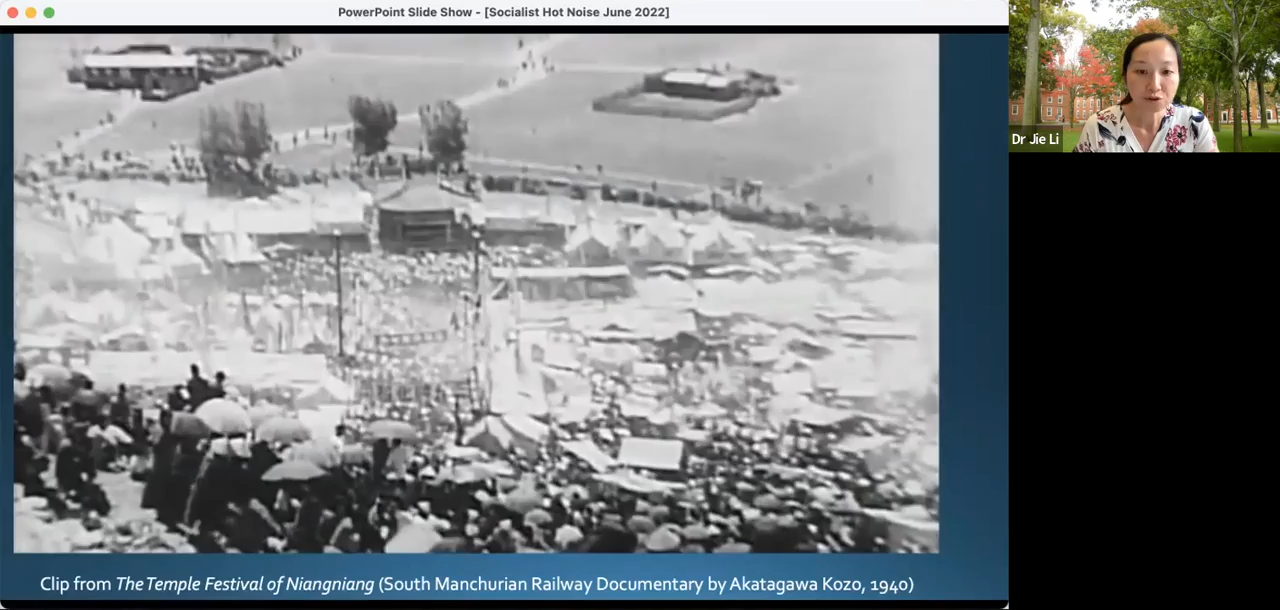 PowerPoint Slide Show - [Socialist Hot Noise June 2022]
Dr Jie Li
Clip from The Temple Festival of Niangniang (South Manchurian Railway Documentary by Akatagawa Kozo, 1940)